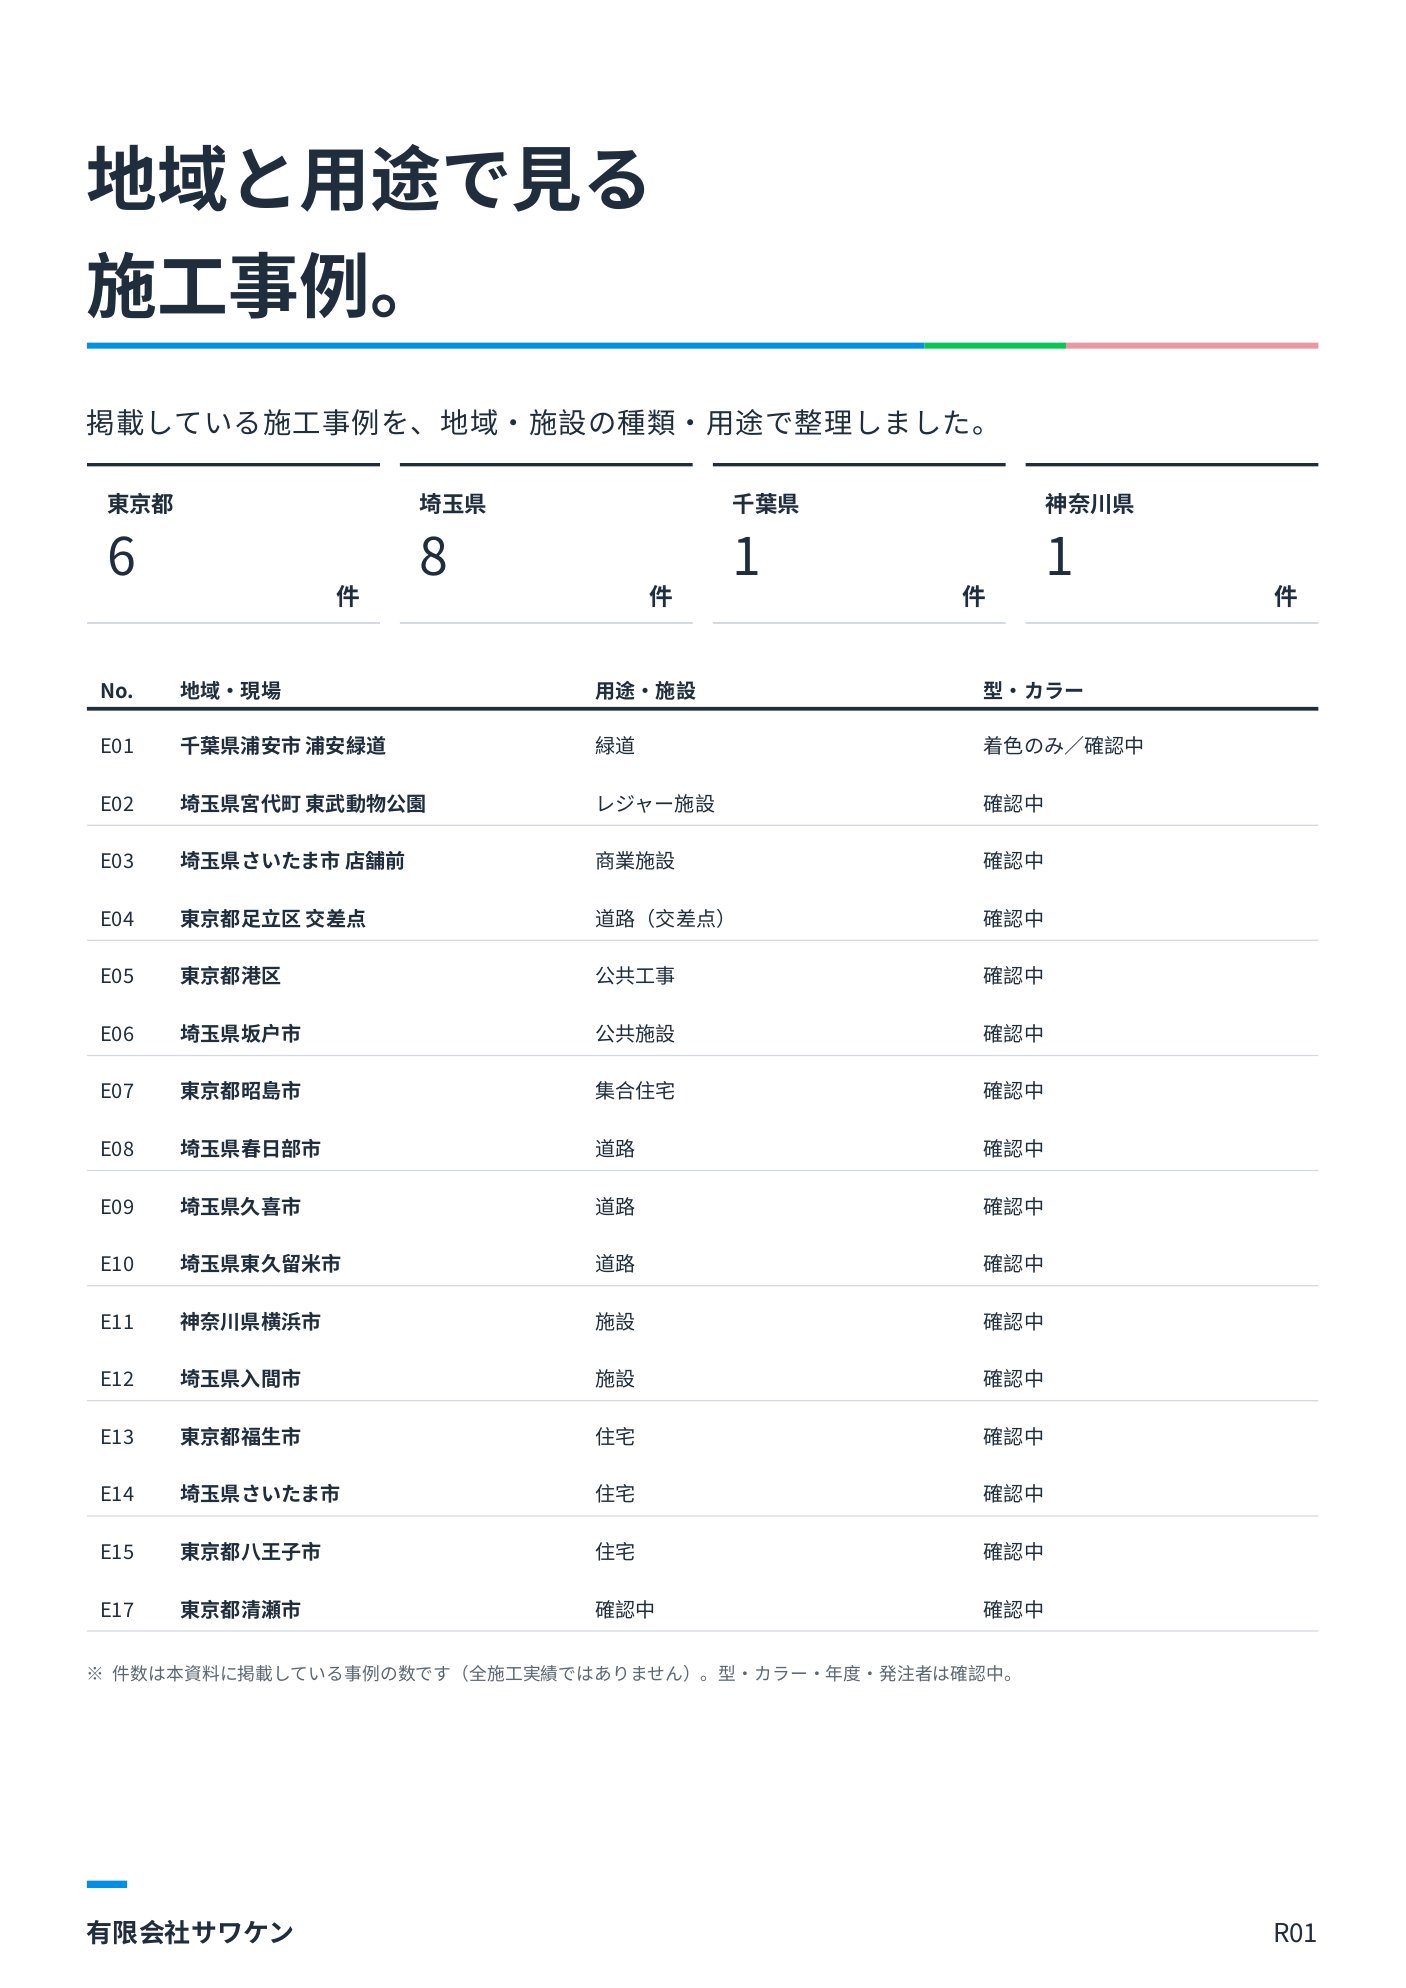 地域と用途で見る
施工事例。
掲載している施工事例を、地域・施設の種類・用途で整理しました。
東京都 埼玉県 千葉県 神奈川県
6 8 1 1
件 件 件 件
No. 地域・現場 用途・施設 型・カラー
E01 千葉県浦安市 浦安緑道 緑道 着色のみ／確認中
E02 埼玉県宮代町 東武動物公園 レジャー施設 確認中
E03 埼玉県さいたま市 店舗前 商業施設 確認中
E04 東京都足立区 交差点 道路（交差点） 確認中
E05 東京都港区 公共工事 確認中
E06 埼玉県坂戸市 公共施設 確認中
E07 東京都昭島市 集合住宅 確認中
E08 埼玉県春日部市 道路 確認中
E09 埼玉県久喜市 道路 確認中
E10 埼玉県東久留米市 道路 確認中
E11 神奈川県横浜市 施設 確認中
E12 埼玉県入間市 施設 確認中
E13 東京都福生市 住宅 確認中
E14 埼玉県さいたま市 住宅 確認中
E15 東京都八王子市 住宅 確認中
E17 東京都清瀬市 確認中 確認中
※ 件数は本資料に掲載している事例の数です（全施工実績ではありません）。型・カラー・年度・発注者は確認中。
有限会社サワケン R01